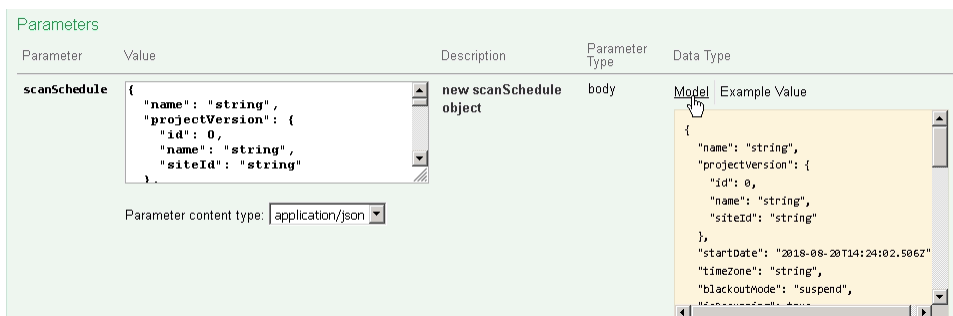 Parameters
Parameter Value Description Parameter Type Data Type
scanSchedule
{
"name": "string",
"projectVersion": {
"id": 0,
"name": "string",
"siteId": "string"
},
Parameter content type: application/json
new scanSchedule
object
body
Model Example Value
{
"name": "string",
"projectVersion": {
"id": 0,
"name": "string",
"siteId": "string"
},
"startDate": "2018-08-20T14:24:02.506Z"
"timeZone": "string",
"blackoutMode": "suspend",